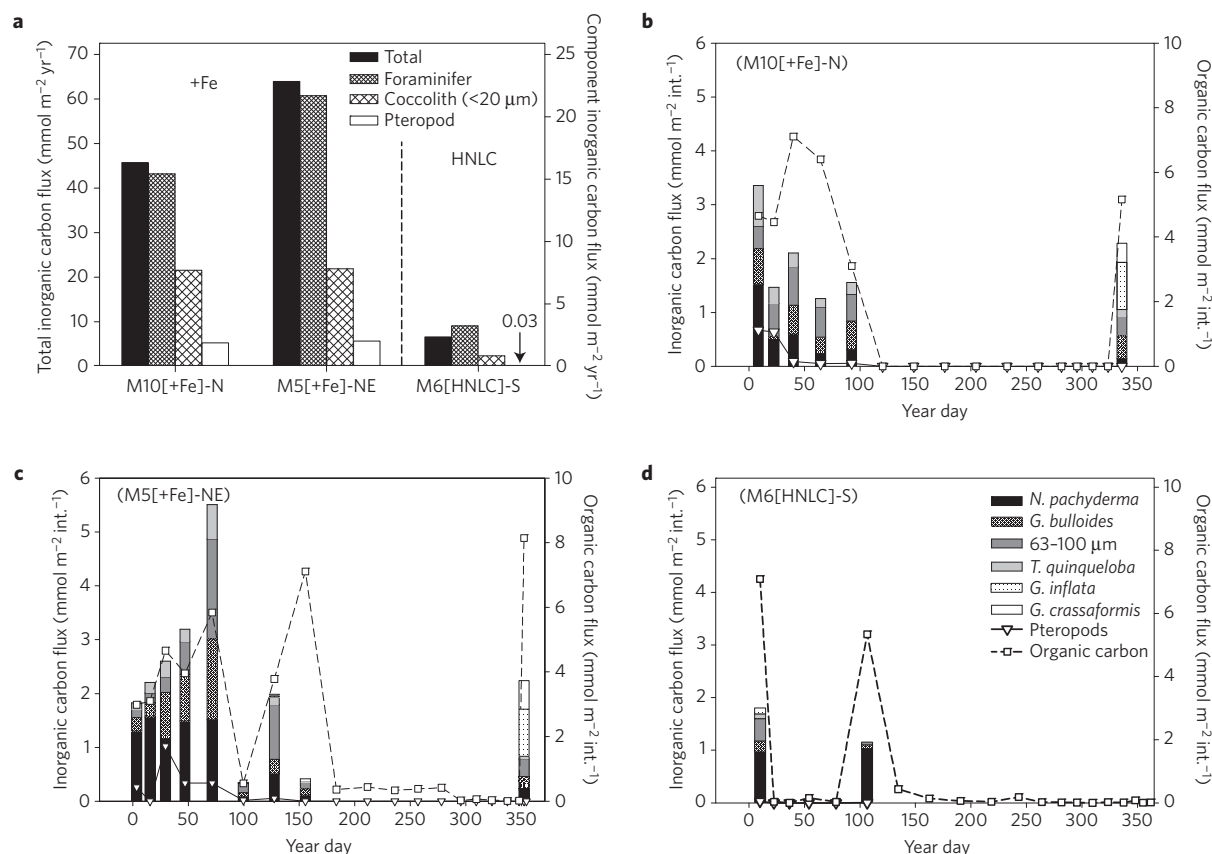 a
Total inorganic carbon flux (mmol m−2 yr−1)
70
60
50
40
30
20
10
0
+Fe
HNLC
Total
Foraminifer
Coccolith (<20 μm)
Pteropod
0.03
25
20
15
10
5
0
Component inorganic carbon flux (mmol m−2 yr−1)
M10[+Fe]-N M5[+Fe]-NE M6[HNLC]-S
b
(M10[+Fe]-N)
Inorganic carbon flux (mmol m−2 int.−1)
6
5
4
3
2
1
0
10
8
6
4
2
0
Organic carbon flux (mmol m−2 int.−1)
0 50 100 150 200 250 300 350
Year day
c
(M5[+Fe]-NE)
Inorganic carbon flux (mmol m−2 int.−1)
6
5
4
3
2
1
0
10
8
6
4
2
0
Organic carbon flux (mmol m−2 int.−1)
0 50 100 150 200 250 300 350
Year day
d
(M6[HNLC]-S)
Inorganic carbon flux (mmol m−2 int.−1)
6
5
4
3
2
1
0
N. pachyderma
G. bulloides
63–100 μm
T. quinqueloba
G. inflata
G. crassaformis
Pteropods
Organic carbon
10
8
6
4
2
0
Organic carbon flux (mmol m−2 int.−1)
0 50 100 150 200 250 300 350
Year day